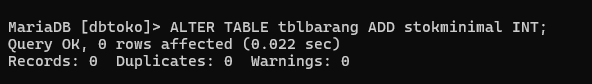 MariaDB [dbtoko]> ALTER TABLE tblbarang ADD stokminimal INT;
Query OK, 0 rows affected (0.022 sec)
Records: 0  Duplicates: 0  Warnings: 0